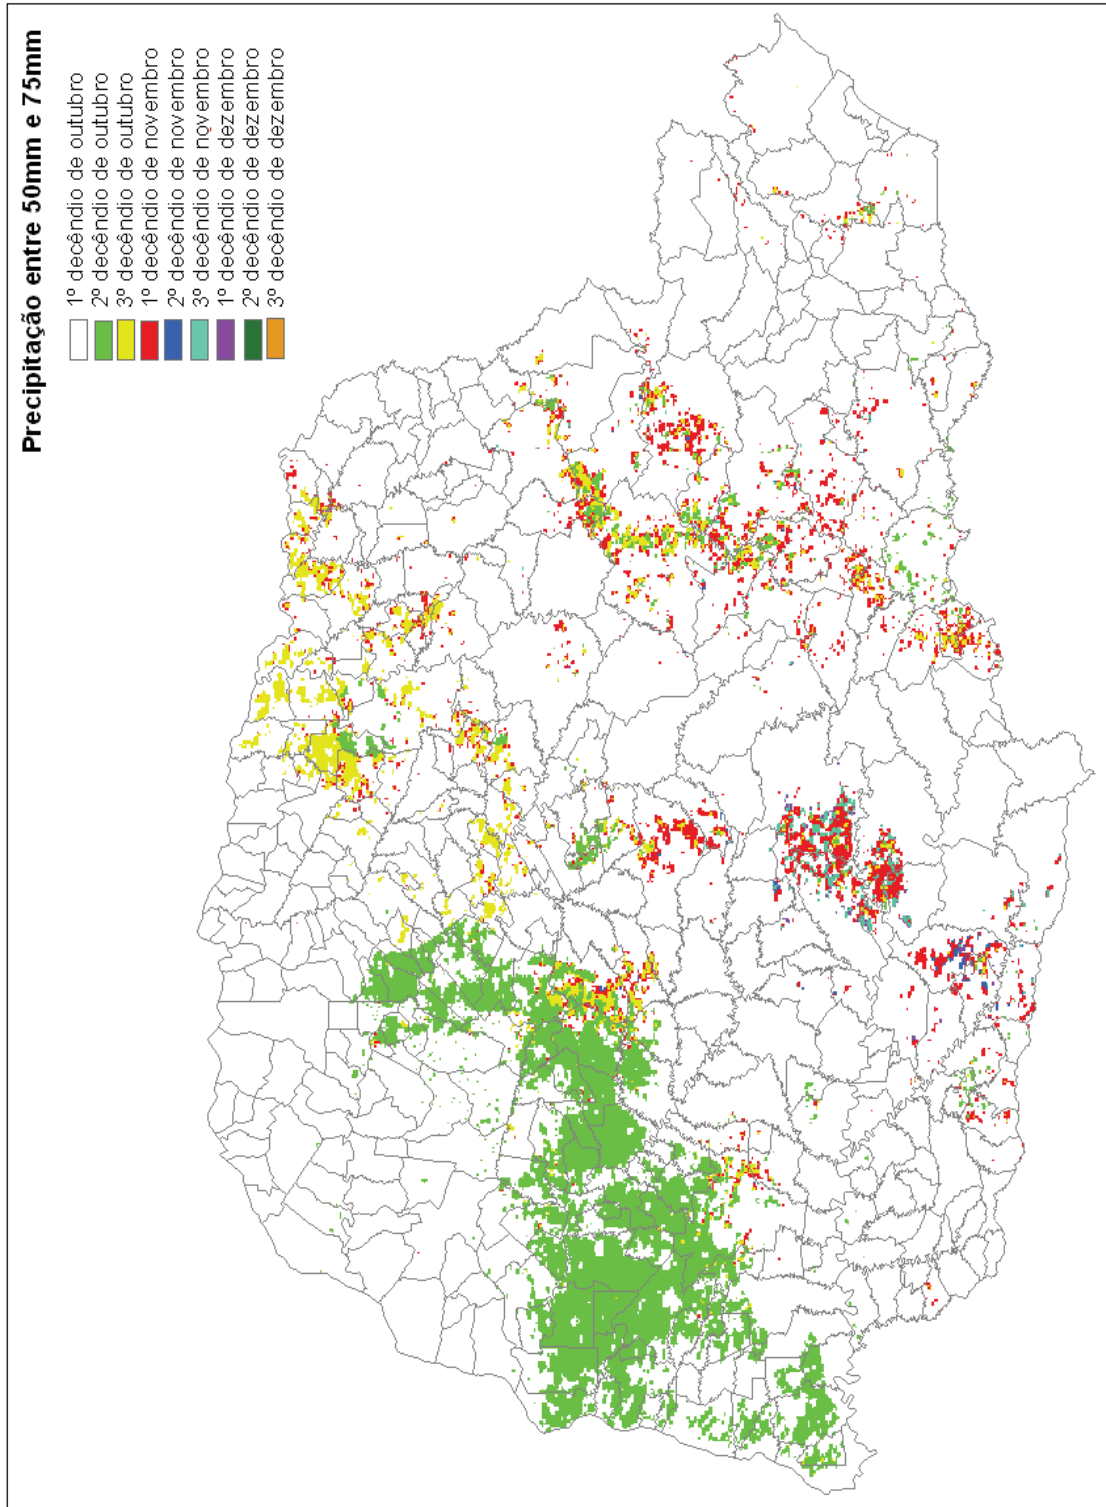 Precipitação entre 50mm e 75mm
1º decêndio de outubro
2º decêndio de outubro
3º decêndio de outubro
1º decêndio de novembro
2º decêndio de novembro
3º decêndio de novembro
1º decêndio de dezembro
2º decêndio de dezembro
3º decêndio de dezembro